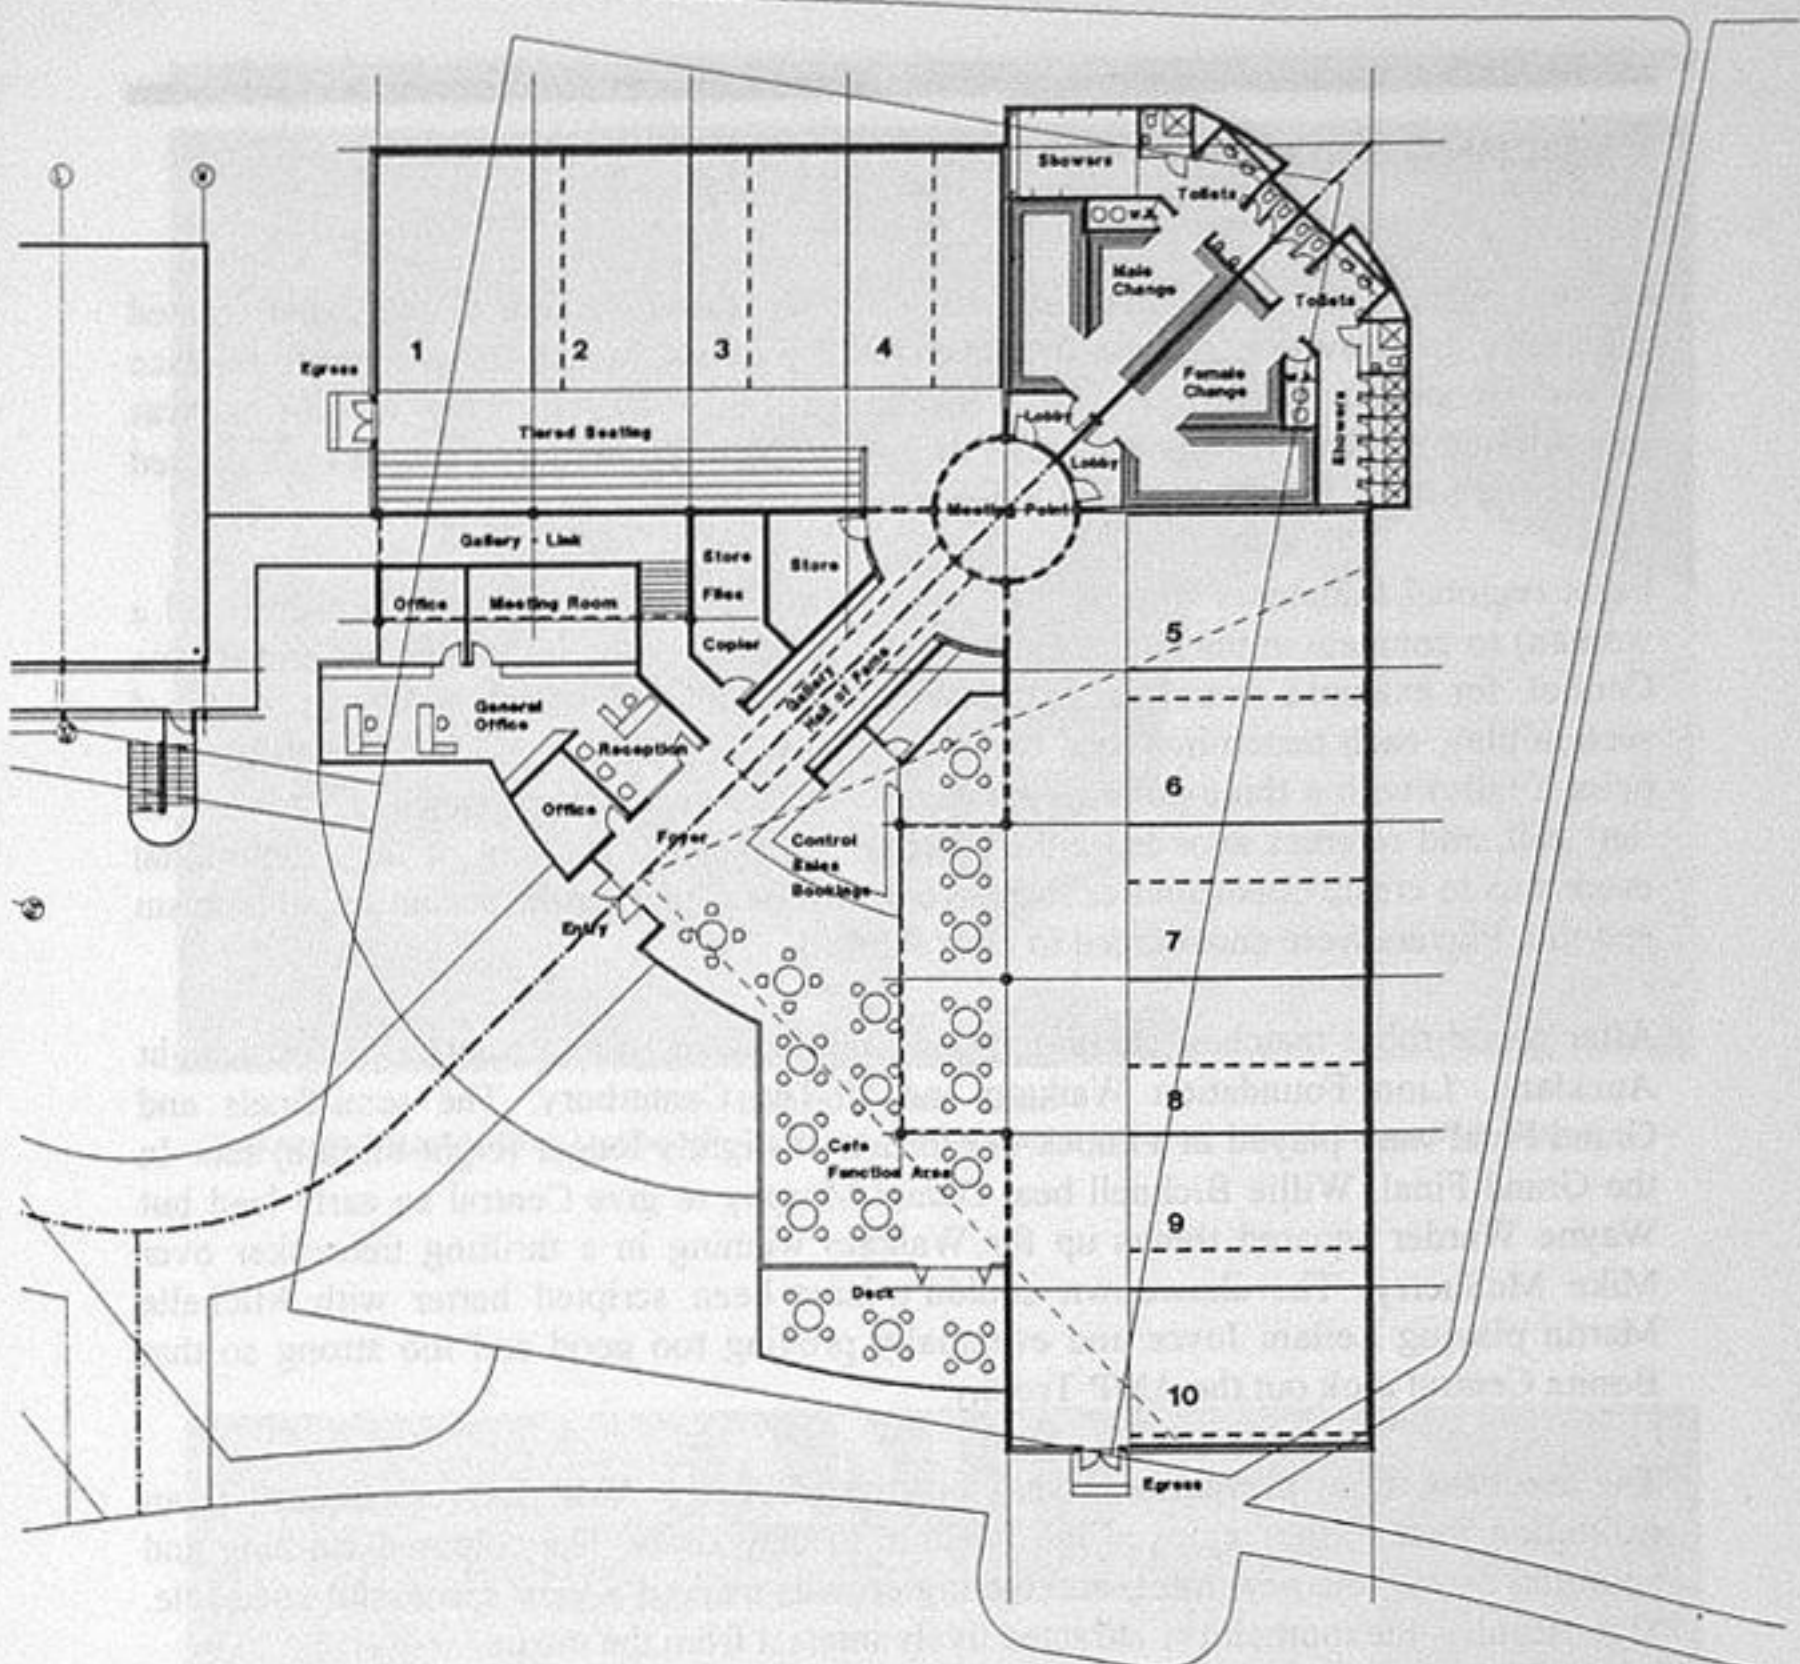 Showers
Toilets
Male
Change
Toilets
1
2
3
4
Egress
Female
Change
Showers
Lobby
Tiered Seating
Lobby
Meeting Point
Gallery - Link
Store
Files
Store
Office
Meeting Room
Copier
5
Gallery
Hall of Fame
General
Office
Reception
6
Office
Foyer
Control
Sales
Bookings
Entry
7
8
Cafe
Function Area
9
Deck
10
Egress